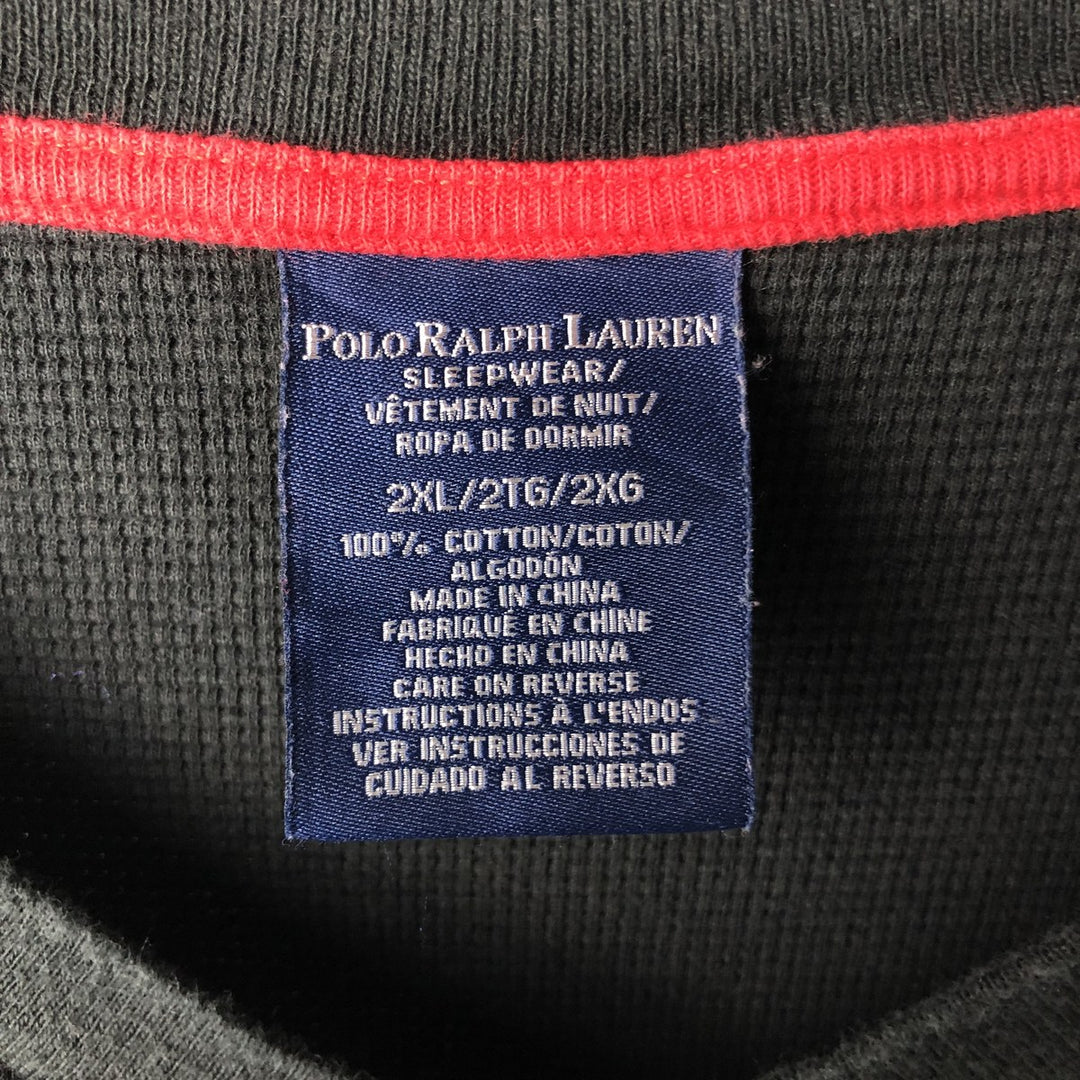 POLO RALPH LAUREN
SLEEPWEAR/
VÊTEMENT DE NUIT/
ROPA DE DORMIR
2XL/2TG/2XG
100% COTTON/COTON/
ALGODÓN
MADE IN CHINA
FABRIQUÉ EN CHINE
HECHO EN CHINA
CARE ON REVERSE
INSTRUCTIONS À L'ENDOS
VER INSTRUCCIONES DE
CUIDADO AL REVERSO